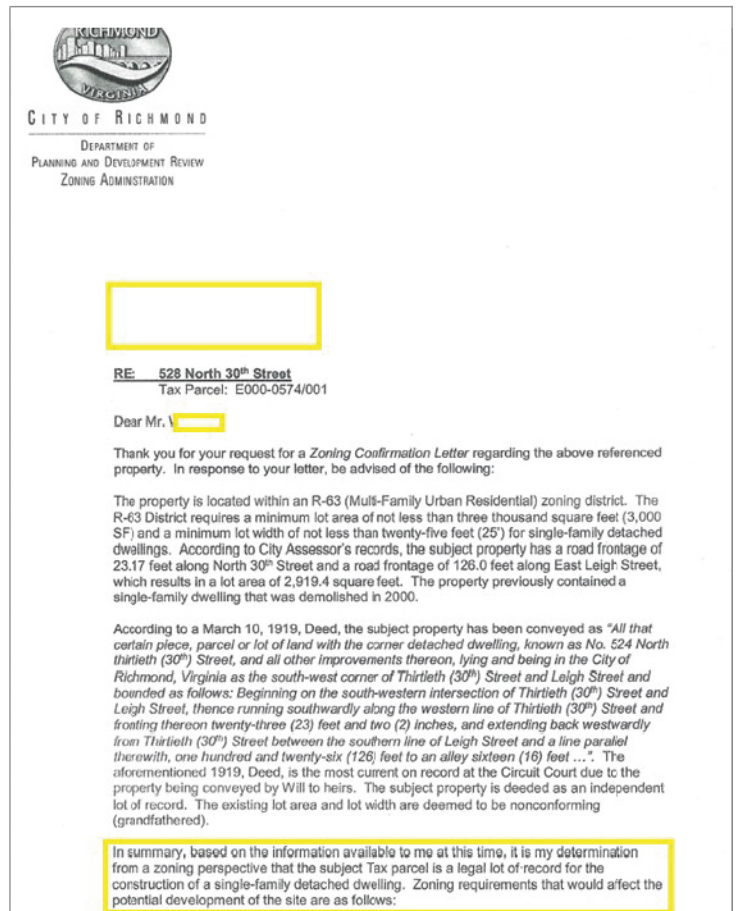 RICHMOND
VIRGINIA
CITY OF RICHMOND
DEPARTMENT OF
PLANNING AND DEVELOPMENT REVIEW
ZONING ADMINISTRATION
RE: 528 North 30th Street
Tax Parcel: E000-0574/001
Dear Mr.
Thank you for your request for a Zoning Confirmation Letter regarding the above referenced
property. In response to your letter, be advised of the following:
The property is located within an R-63 (Multi-Family Urban Residential) zoning district. The
R-63 District requires a minimum lot area of not less than three thousand square feet (3,000
SF) and a minimum lot width of not less than twenty-five feet (25') for single-family detached
dwellings. According to City Assessor's records, the subject property has a road frontage of
23.17 feet along North 30th Street and a road frontage of 126.0 feet along East Leigh Street,
which results in a lot area of 2,919.4 square feet. The property previously contained a
single-family dwelling that was demolished in 2000.
According to a March 10, 1919, Deed, the subject property has been conveyed as "All that
certain piece, parcel or lot of land with the corner detached dwelling, known as No. 524 North
thirtieth (30th) Street, and all other improvements thereon, lying and being in the City of
Richmond, Virginia as the south-west corner of Thirtieth (30th) Street and Leigh Street and
bounded as follows: Beginning on the south-western intersection of Thirtieth (30th) Street and
Leigh Street, thence running southwardly along the western line of Thirtieth (30th) Street and
fronting thereon twenty-three (23) feet and two (2) inches, and extending back westwardly
from Thirtieth (30th) Street between the southern line of Leigh Street and a line parallel
therewith, one hundred and twenty-six (126) feet to an alley sixteen (16) feet ...". The
aforementioned 1919, Deed, is the most current on record at the Circuit Court due to the
property being conveyed by Will to heirs. The subject property is deeded as an independent
lot of record. The existing lot area and lot width are deemed to be nonconforming
(grandfathered).
In summary, based on the information available to me at this time, it is my determination
from a zoning perspective that the subject Tax parcel is a legal lot of record for the
construction of a single-family detached dwelling. Zoning requirements that would affect the
potential development of the site are as follows: